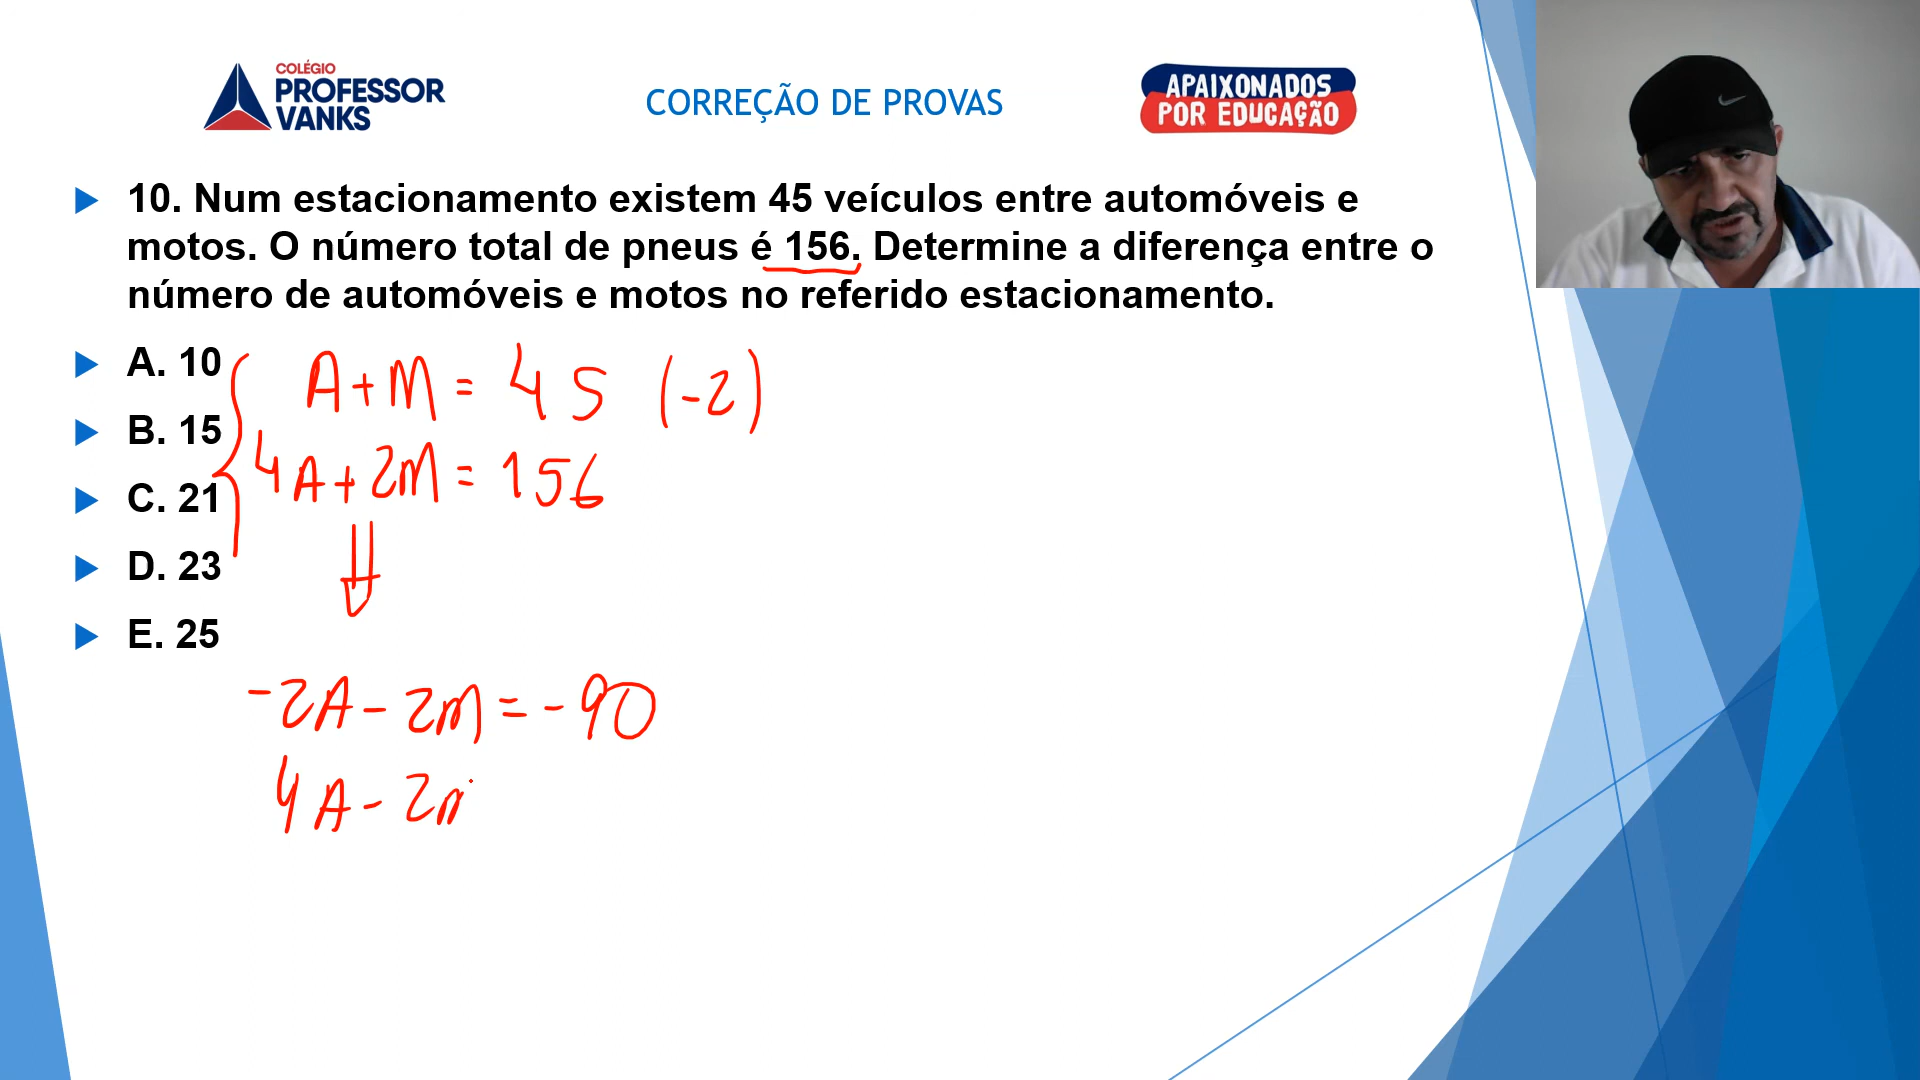 COLÉGIO
PROFESSOR
VANKS
CORREÇÃO DE PROVAS
APAIXONADOS
POR EDUCAÇÃO
10. Num estacionamento existem 45 veículos entre automóveis e
motos. O número total de pneus é 156. Determine a diferença entre o
número de automóveis e motos no referido estacionamento.
A. 10
B. 15
C. 21
D. 23
E. 25
A+M = 45 (-2)
4A+2M = 156
-2A - 2M = -90
4A - 2